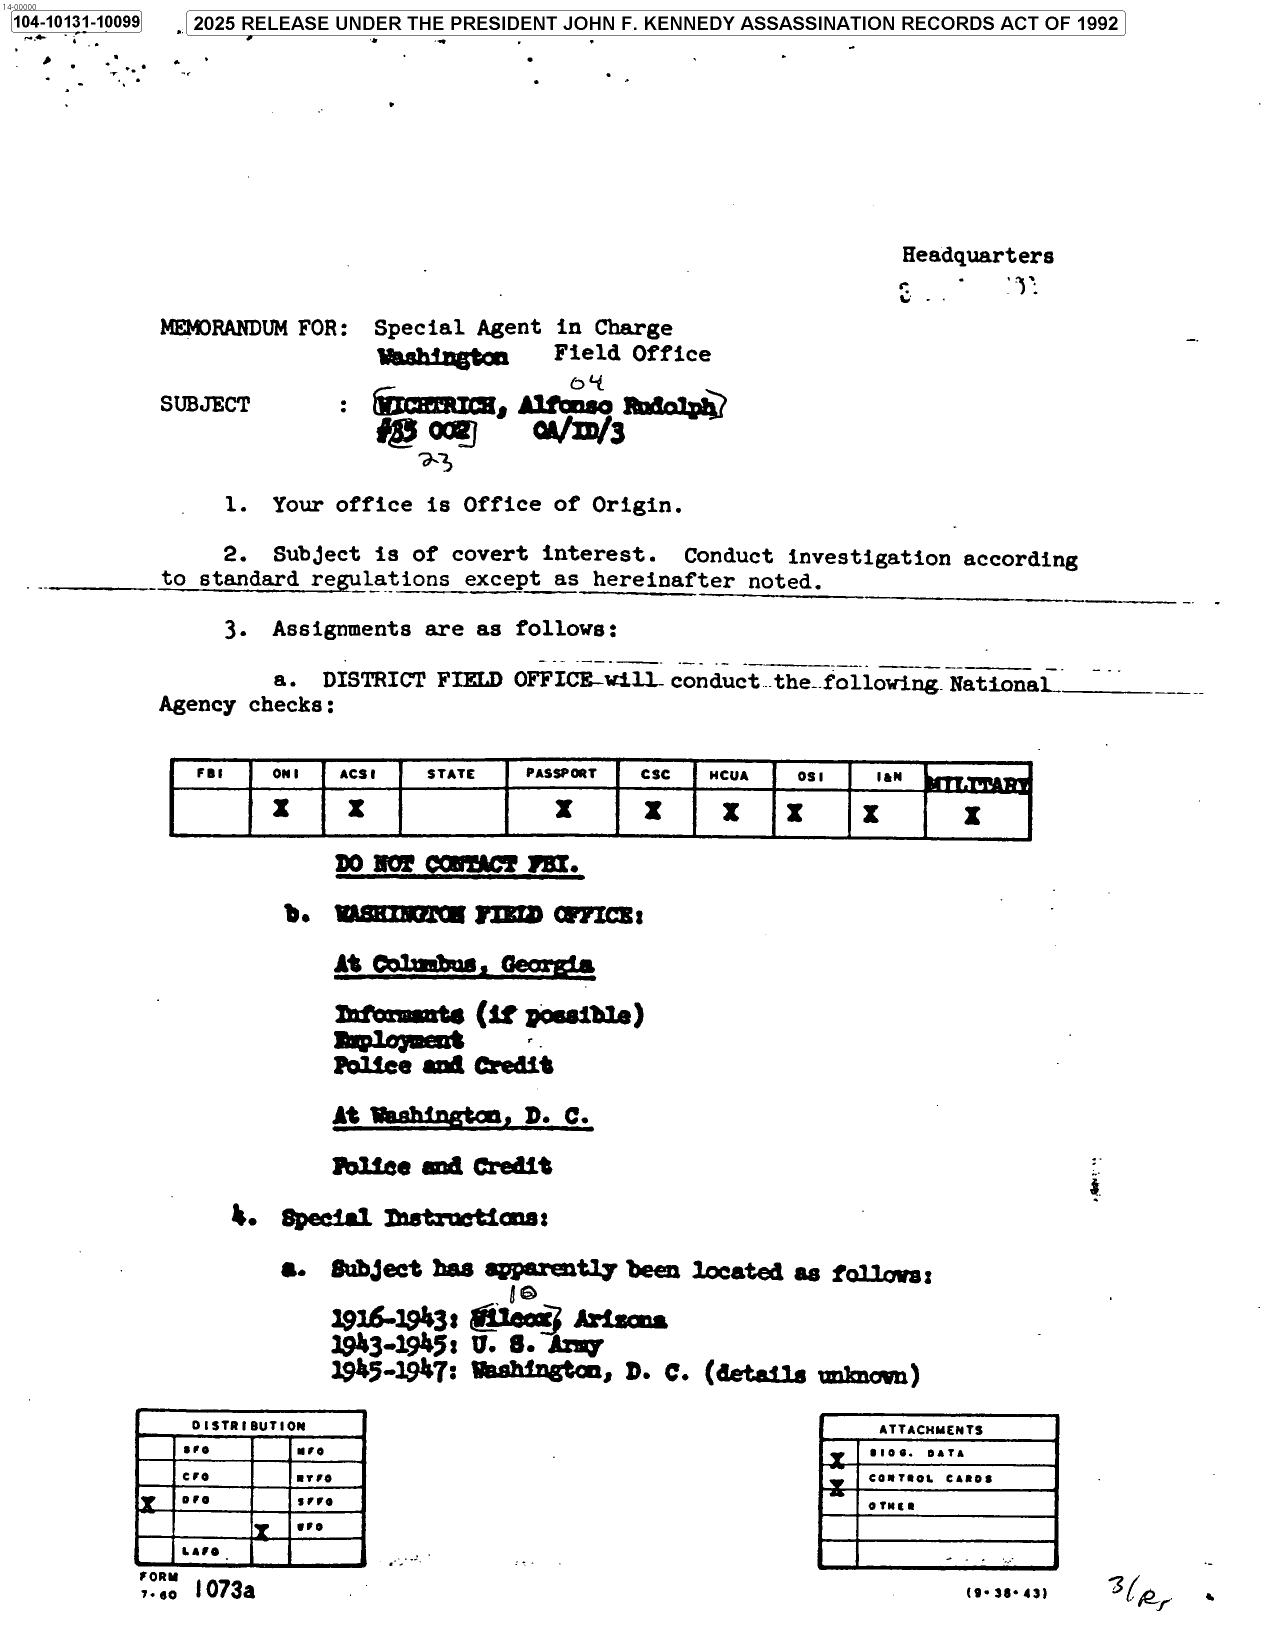 14-00000
104-10131-10099
2025 RELEASE UNDER THE PRESIDENT JOHN F. KENNEDY ASSASSINATION RECORDS ACT OF 1992
Headquarters
MEMORANDUM FOR: Special Agent in Charge
Washington Field Office
04
SUBJECT : WICHTRICH, Alfonso Rudolph
#85 002 OA/ID/3
23
1. Your office is Office of Origin.
2. Subject is of covert interest. Conduct investigation according
to standard regulations except as hereinafter noted.
3. Assignments are as follows:
a. DISTRICT FIELD OFFICE will conduct the following National
Agency checks:
FBI ONI ACSI STATE PASSPORT CSC HCUA OSI I&N MILITARY
X X X X X X X X
DO NOT CONTACT FBI.
b. WASHINGTON FIELD OFFICE:
At Columbus, Georgia
Informants (if possible)
Employment
Police and Credit
At Washington, D. C.
Police and Credit
4. Special Instructions:
a. Subject has apparently been located as follows:
10
1916-1943: Wilcox, Arizona
1943-1945: U. S. Army
1945-1947: Washington, D. C. (details unknown)
DISTRIBUTION
BFO MFO
CFO NYFO
X DFO SFFO
X WFO
LAFO
ATTACHMENTS
X BIOG. DATA
X CONTROL CARDS
OTHER
FORM
7-60 1073a
(9-38-43)